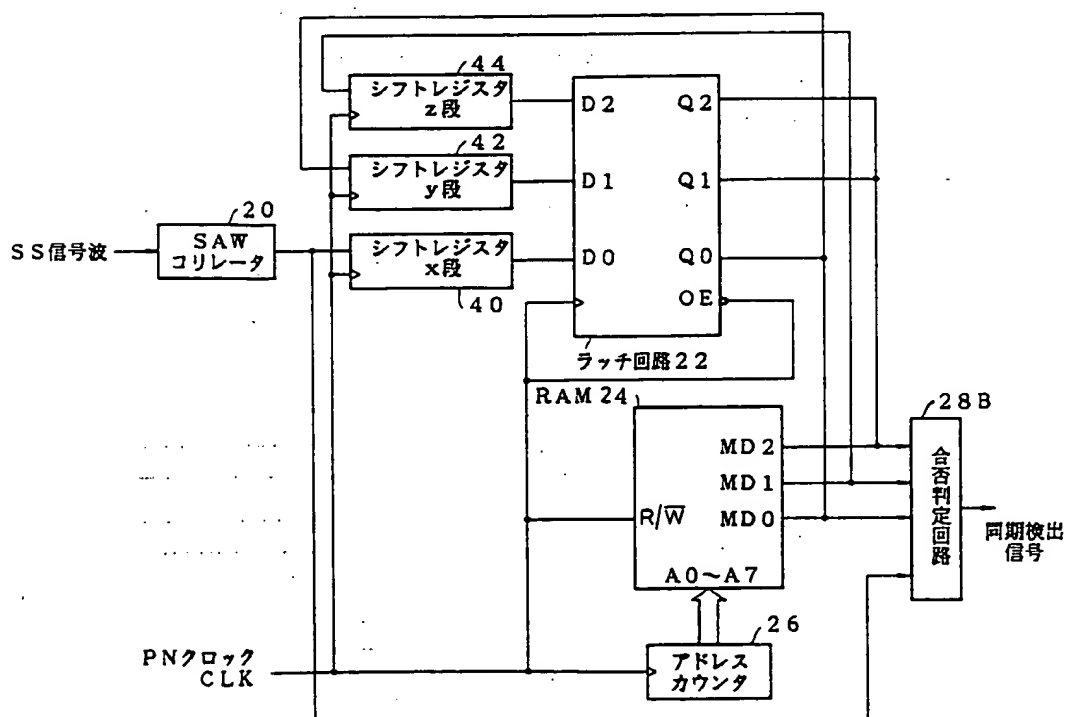 44
シフトレジスタ
z段
42
シフトレジスタ
y段
20
SS信号波
SAW
コリレータ
シフトレジスタ
x段
40
D2
Q2
D1
Q1
D0
Q0
OE
ラッチ回路22
RAM24
MD2
MD1
R/W̅
MD0
A0～A7
28B
合否判定回路
同期検出
信号
26
アドレス
カウンタ
PNクロック
CLK